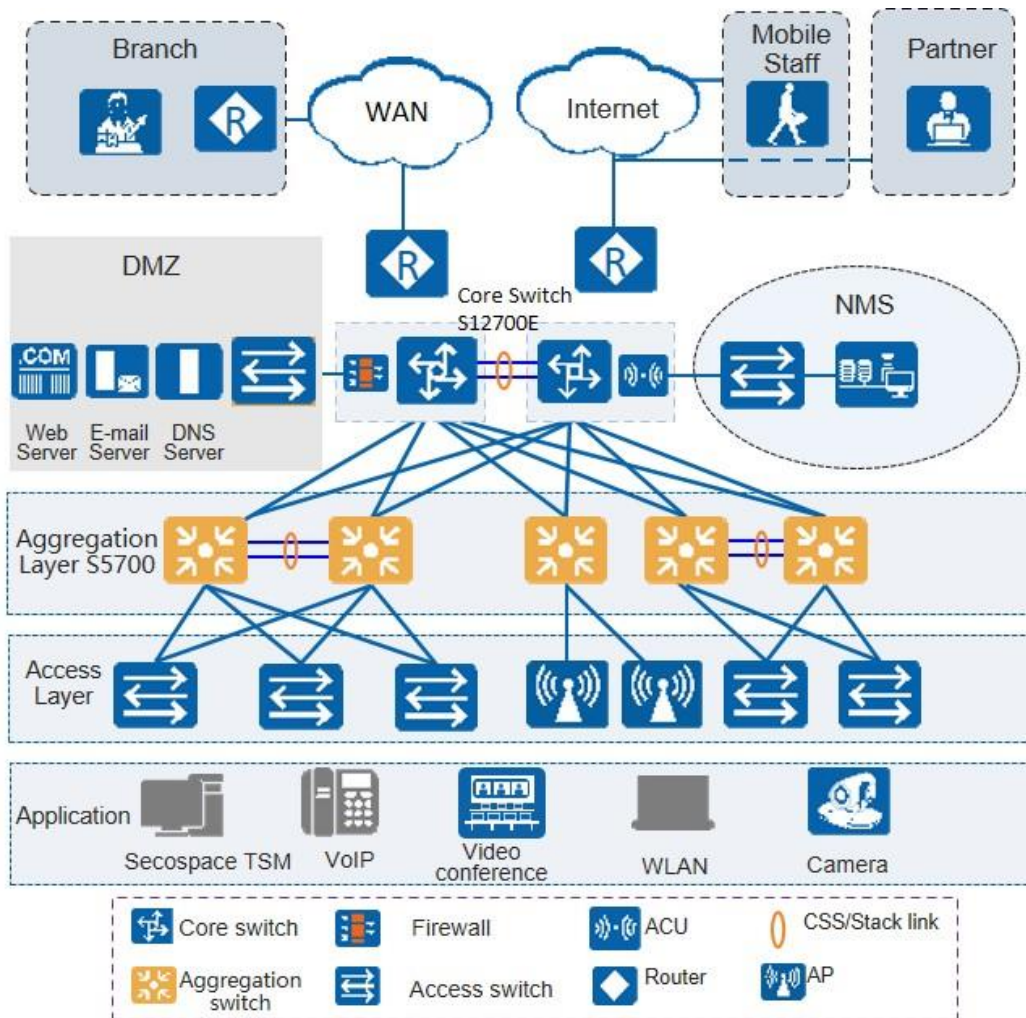 Branch
WAN
Internet
Mobile
Staff
Partner
R
R
R
DMZ
Core Switch
S12700E
NMS
.COM
Web
Server
E-mail
Server
DNS
Server
Aggregation
Layer S5700
Access
Layer
Application
Secospace TSM
VoIP
Video
conference
WLAN
Camera
Core switch
Firewall
ACU
CSS/Stack link
Aggregation
switch
Access switch
Router
AP